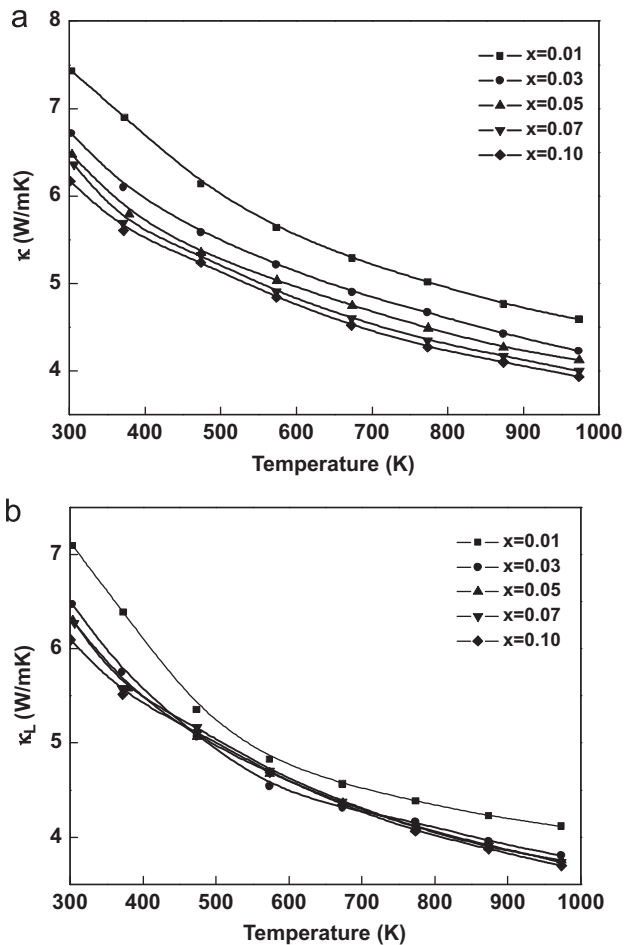 a
8
7
6
5
4
κ (W/mK)
x=0.01
x=0.03
x=0.05
x=0.07
x=0.10
300 400 500 600 700 800 900 1000
Temperature (K)
b
7
6
5
4
κL (W/mK)
x=0.01
x=0.03
x=0.05
x=0.07
x=0.10
300 400 500 600 700 800 900 1000
Temperature (K)